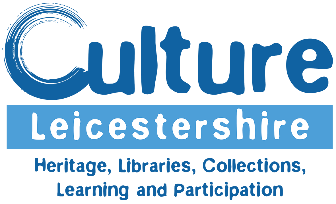 Culture
Leicestershire
Heritage, Libraries, Collections,
Learning and Participation